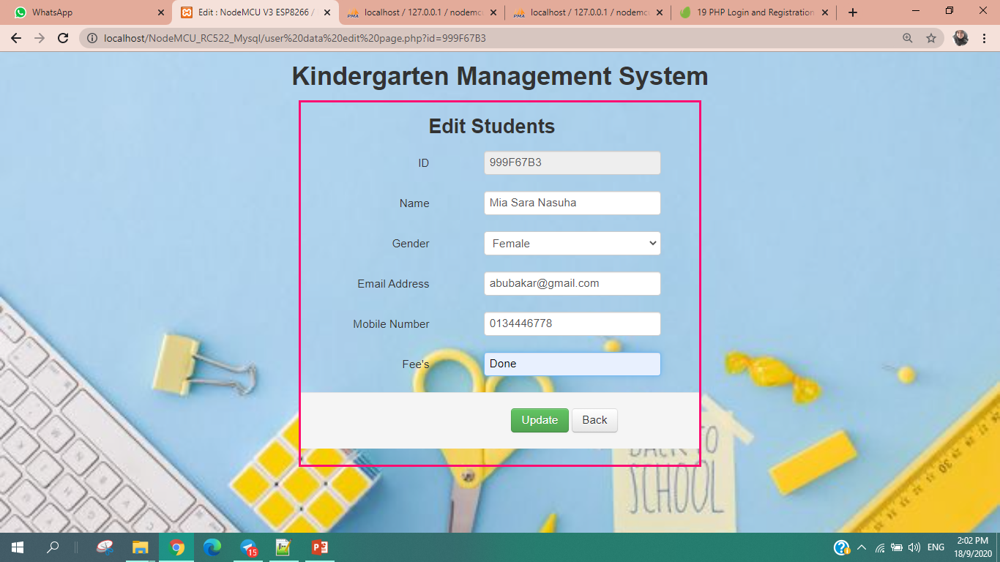 WhatsApp
Edit : NodeMCU V3 ESP8266 /
localhost / 127.0.0.1 / nodemcu
localhost / 127.0.0.1 / nodemcu
19 PHP Login and Registration
localhost/NodeMCU_RC522_Mysql/user%20data%20edit%20page.php?id=999F67B3
Kindergarten Management System
Edit Students
ID
999F67B3
Name
Mia Sara Nasuha
Gender
Female
Email Address
abubakar@gmail.com
Mobile Number
0134446778
Fee's
Done
Update
Back
BACK TO
SCHOOL
30
15
ENG
2:02 PM
18/9/2020